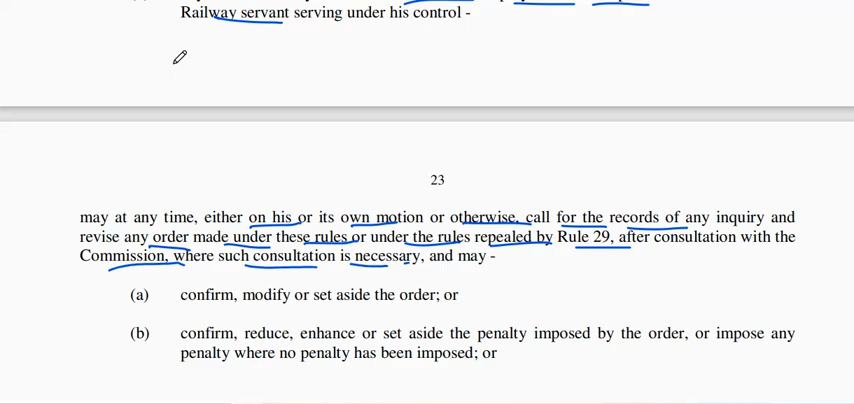 Railway servant serving under his control -
23
may at any time, either on his or its own motion or otherwise, call for the records of any inquiry and
revise any order made under these rules or under the rules repealed by Rule 29, after consultation with the
Commission, where such consultation is necessary, and may -
(a) confirm, modify or set aside the order; or
(b) confirm, reduce, enhance or set aside the penalty imposed by the order, or impose any
penalty where no penalty has been imposed; or